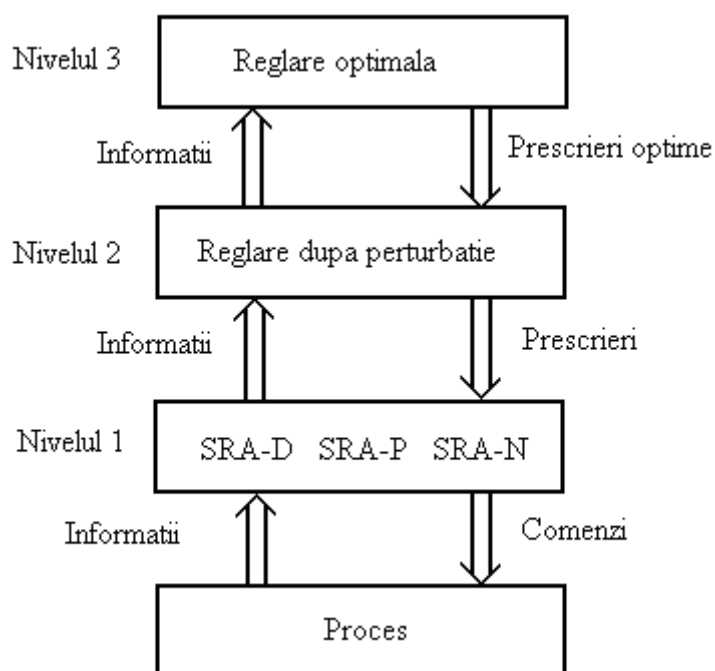 Nivelul 3
Reglare optimala
Informatii
Prescrieri optime
Nivelul 2
Reglare dupa perturbatie
Informatii
Prescrieri
Nivelul 1
SRA-D SRA-P SRA-N
Informatii
Comenzi
Proces